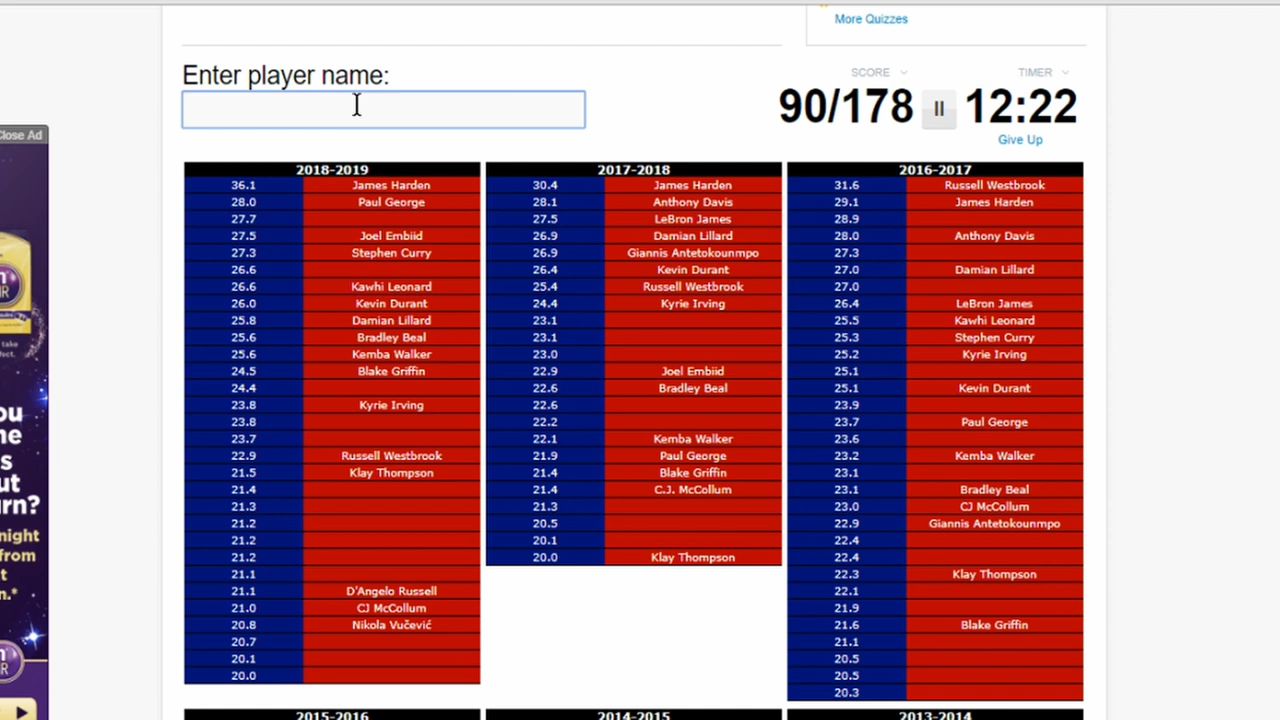 More Quizzes
Enter player name:
SCORE TIMER
90/178 12:22
Give Up
Close Ad
2018-2019
36.1 James Harden
28.0 Paul George
27.7
27.5 Joel Embiid
27.3 Stephen Curry
26.6
26.6 Kawhi Leonard
26.0 Kevin Durant
25.8 Damian Lillard
25.6 Bradley Beal
25.6 Kemba Walker
24.5 Blake Griffin
24.4
23.8 Kyrie Irving
23.8
23.7
22.9 Russell Westbrook
21.5 Klay Thompson
21.4
21.3
21.2
21.2
21.2
21.1
21.1 D'Angelo Russell
21.0 CJ McCollum
20.8 Nikola Vučević
20.7
20.1
20.0
2017-2018
30.4 James Harden
28.1 Anthony Davis
27.5 LeBron James
26.9 Damian Lillard
26.9 Giannis Antetokounmpo
26.4 Kevin Durant
25.4 Russell Westbrook
24.4 Kyrie Irving
23.1
23.1
23.0
22.9 Joel Embiid
22.6 Bradley Beal
22.6
22.2
22.1 Kemba Walker
21.9 Paul George
21.4 Blake Griffin
21.4 C.J. McCollum
21.3
20.5
20.1
20.0 Klay Thompson
2016-2017
31.6 Russell Westbrook
29.1 James Harden
28.9
28.0 Anthony Davis
27.3
27.0 Damian Lillard
27.0
26.4 LeBron James
25.5 Kawhi Leonard
25.3 Stephen Curry
25.2 Kyrie Irving
25.1
25.1 Kevin Durant
23.9
23.7 Paul George
23.6
23.2 Kemba Walker
23.1
23.1 Bradley Beal
23.0 CJ McCollum
22.9 Giannis Antetokounmpo
22.4
22.4
22.3 Klay Thompson
22.1
21.9
21.6 Blake Griffin
21.1
20.5
20.5
20.3
2015-2016
2014-2015
2013-2014
night
from